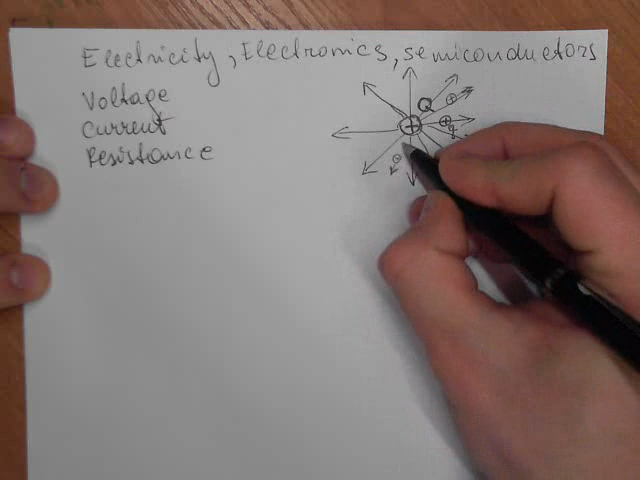 Electricity, Electronics, semiconductors
Voltage
Current
Resistance
Q
+
+
+
q